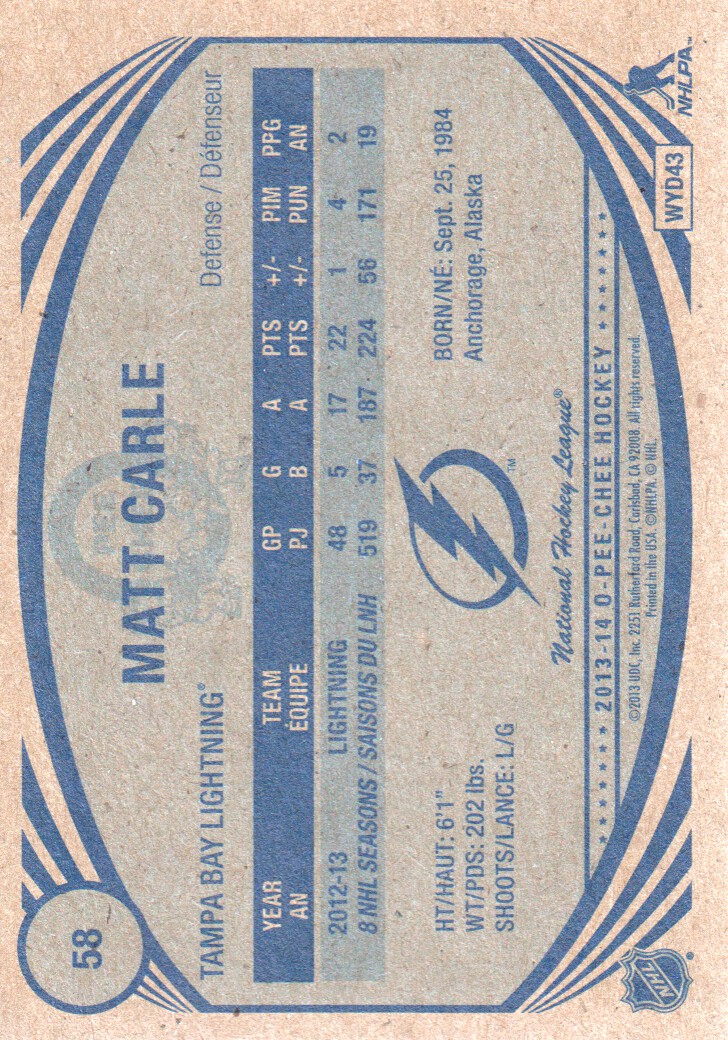 58
MATT CARLE
TAMPA BAY LIGHTNING®
Defense / Défenseur
YEAR TEAM GP G A PTS +/- PIM PPG
AN ÉQUIPE PJ B A PTS +/- PUN AN
2012-13 LIGHTNING 48 5 17 22 1 4 2
8 NHL SEASONS / SAISONS DU LNH 519 37 187 224 56 171 19
HT/HAUT: 6'1"
WT/PDS: 202 lbs.
SHOOTS/LANCE: L/G
TM
BORN/NÉ: Sept. 25, 1984
Anchorage, Alaska
National Hockey League®
2013-14 O-PEE-CHEE HOCKEY
©2013 UDC, Inc. 2251 Rutherford Road, Carlsbad, CA 92008. All rights reserved.
Printed in the USA. ©NHLPA. © NHL.
NHL ®
WYD43
NHLPA™